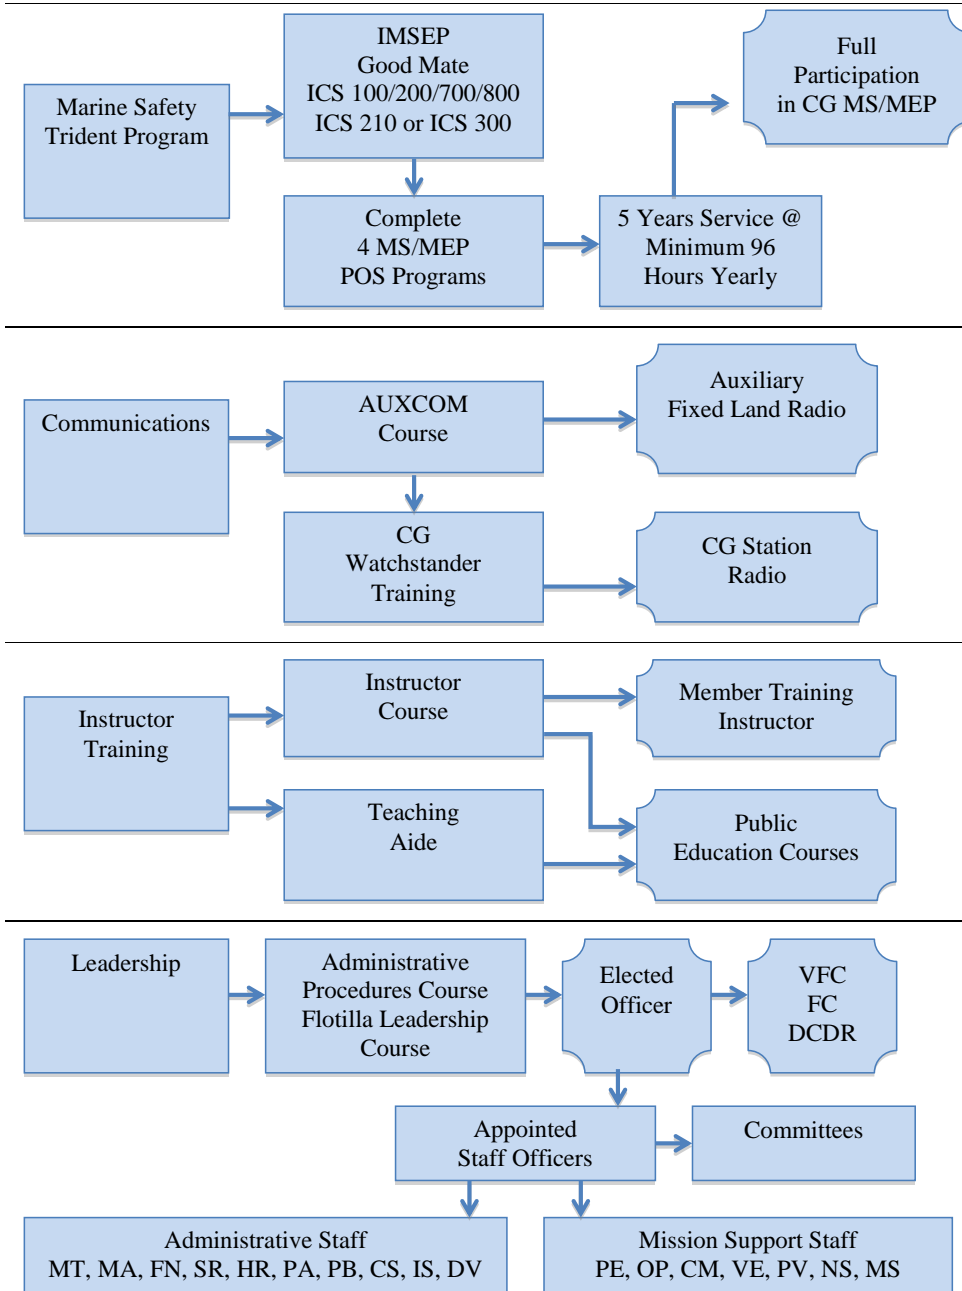 Marine Safety
Trident Program
IMSEP
Good Mate
ICS 100/200/700/800
ICS 210 or ICS 300
Full
Participation
in CG MS/MEP
Complete
4 MS/MEP
POS Programs
5 Years Service @
Minimum 96
Hours Yearly
Communications
AUXCOM
Course
Auxiliary
Fixed Land Radio
CG
Watchstander
Training
CG Station
Radio
Instructor
Training
Instructor
Course
Member Training
Instructor
Teaching
Aide
Public
Education Courses
Leadership
Administrative
Procedures Course
Flotilla Leadership
Course
Elected
Officer
VFC
FC
DCDR
Appointed
Staff Officers
Committees
Administrative Staff
MT, MA, FN, SR, HR, PA, PB, CS, IS, DV
Mission Support Staff
PE, OP, CM, VE, PV, NS, MS